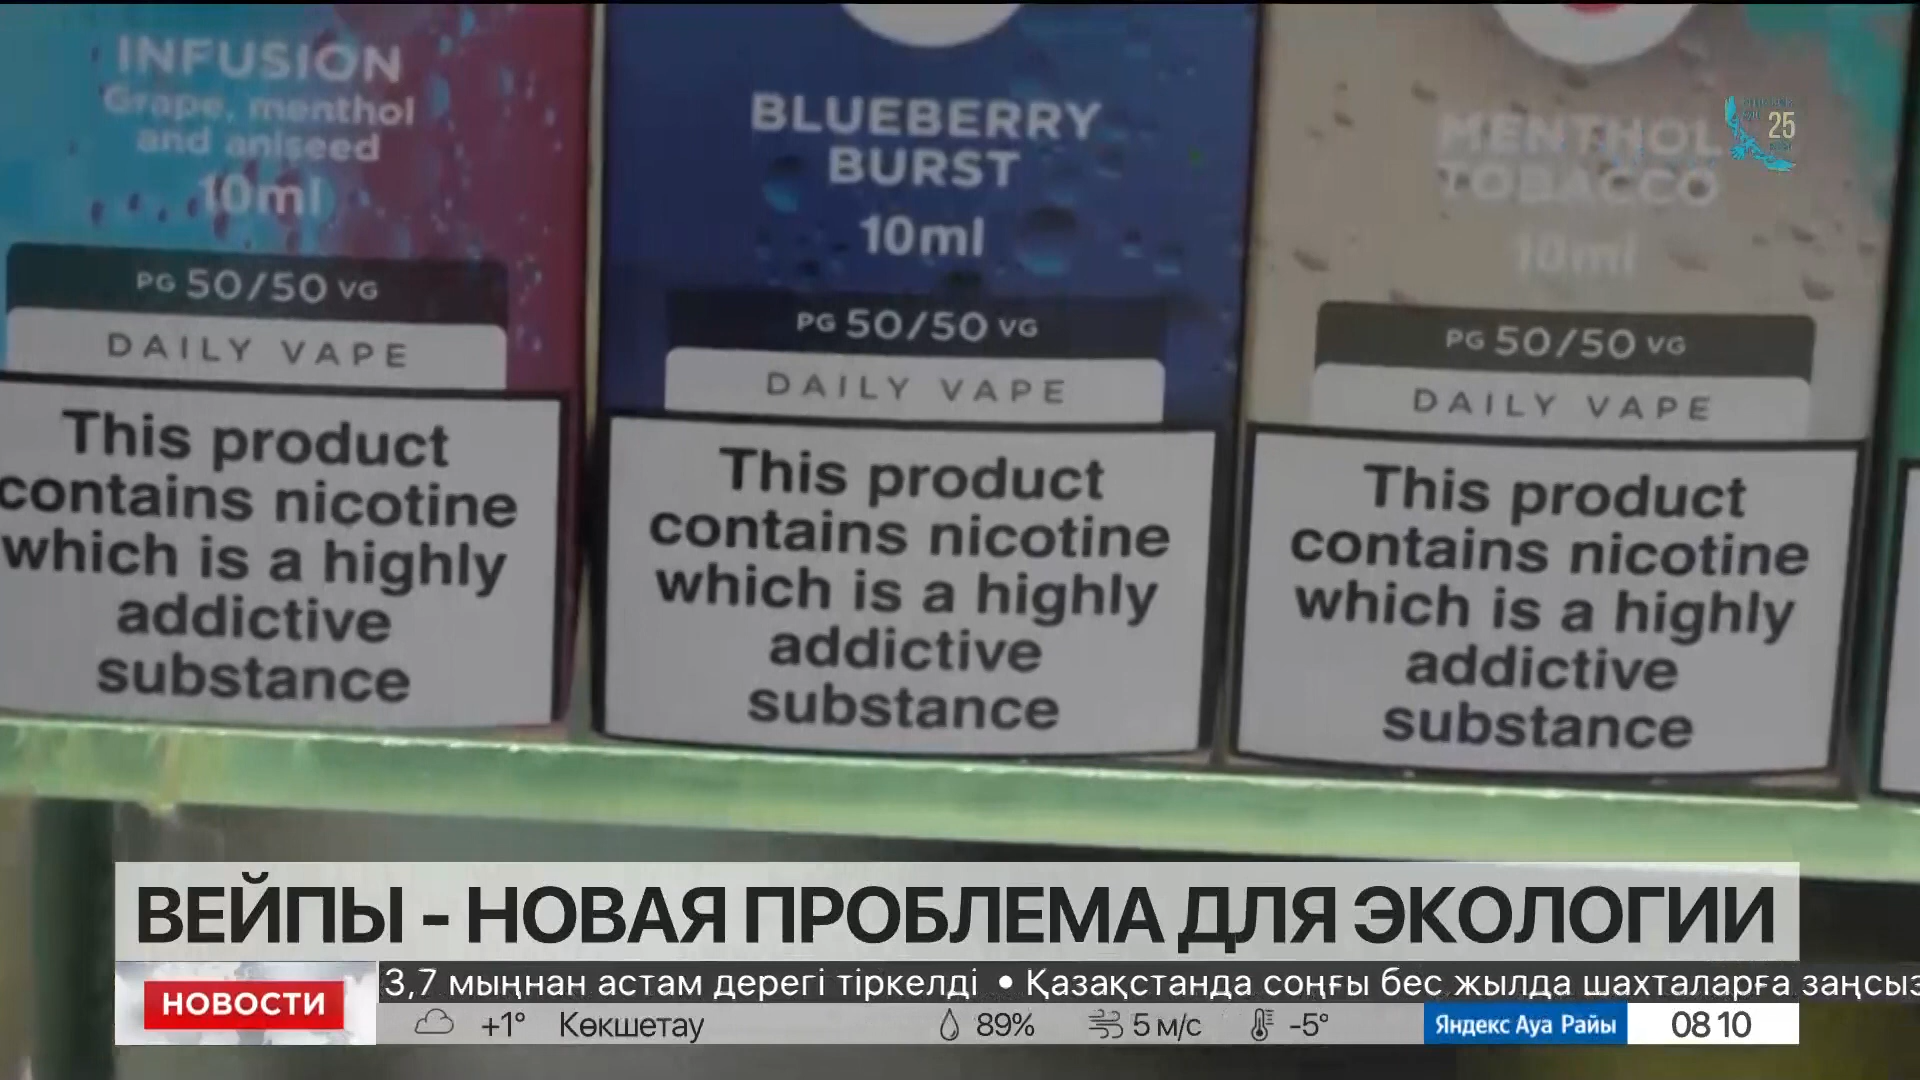 INFUSION
Grape, menthol
and aniseed
10ml
PG 50/50 VG
DAILY VAPE
This product
contains nicotine
which is a highly
addictive
substance
BLUEBERRY
BURST
10ml
PG 50/50 VG
DAILY VAPE
This product
contains nicotine
which is a highly
addictive
substance
MENTHOL
TOBACCO
10ml
PG 50/50 VG
DAILY VAPE
This product
contains nicotine
which is a highly
addictive
substance
25
ВЕЙПЫ - НОВАЯ ПРОБЛЕМА ДЛЯ ЭКОЛОГИИ
НОВОСТИ
3,7 мыңнан астам дерегі тіркелді • Қазақстанда соңғы бес жылда шахталарға заңсыз
+1° Көкшетау 89% 5 м/с -5° Яндекс Ауа Райы 08 10